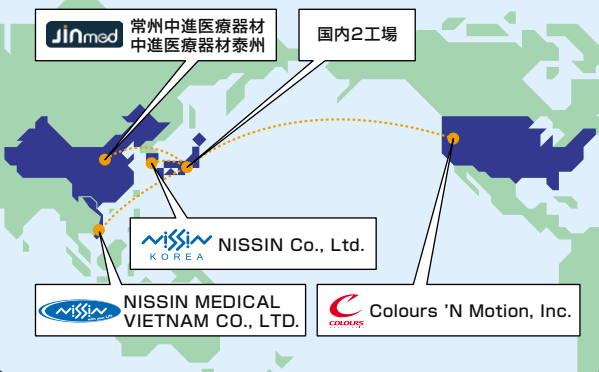 Jinmed
常州中進医療器材
中進医療器材泰州
国内2工場
NISSIN
KOREA
NISSIN Co., Ltd.
NISSIN
NISSIN MEDICAL
VIETNAM CO., LTD.
COLOURS
Colours 'N Motion, Inc.